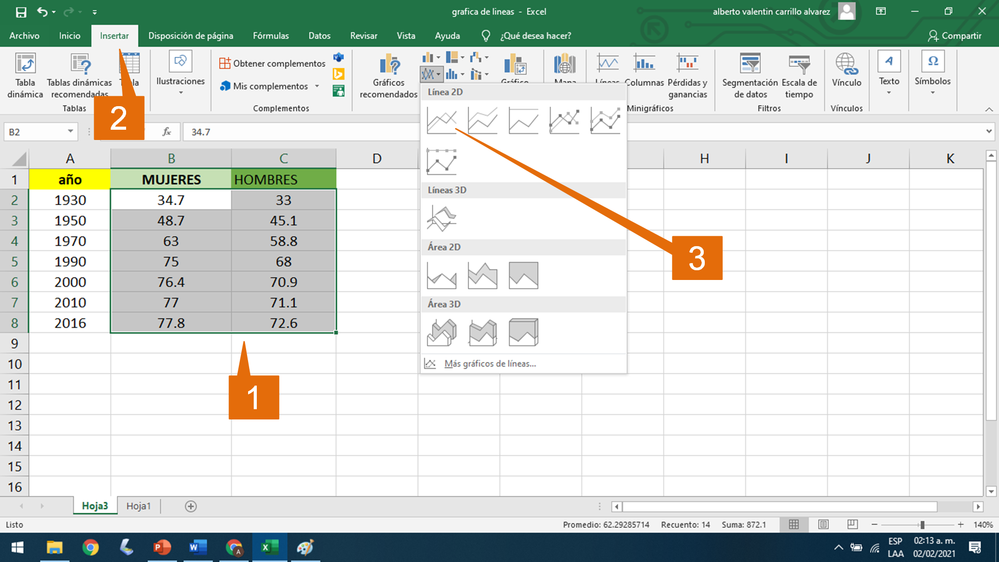 grafica de lineas - Excel
alberto valentin carrillo alvarez
Archivo Inicio Insertar Disposición de página Fórmulas Datos Revisar Vista Ayuda ¿Qué desea hacer? Compartir
Tabla dinámica
Tablas dinámicas recomendadas
Tablas
Ilustraciones
Obtener complementos
Mis complementos
Complementos
Gráficos recomendados
Columnas
Pérdidas y ganancias
Minigráficos
Segmentación de datos
Escala de tiempo
Filtros
Vínculo
Vínculos
Texto
Símbolos
2
B2 fx 34.7
Línea 2D
Líneas 3D
Área 2D
Área 3D
Más gráficos de líneas...
3
A B C D H I J K
1 año MUJERES HOMBRES
2 1930 34.7 33
3 1950 48.7 45.1
4 1970 63 58.8
5 1990 75 68
6 2000 76.4 70.9
7 2010 77 71.1
8 2016 77.8 72.6
9
10
11
12
13
14
15
16
1
Hoja3 Hoja1
Listo
Promedio: 62.29285714 Recuento: 14 Suma: 872.1 140%
ESP
LAA
02:13 a. m.
02/02/2021